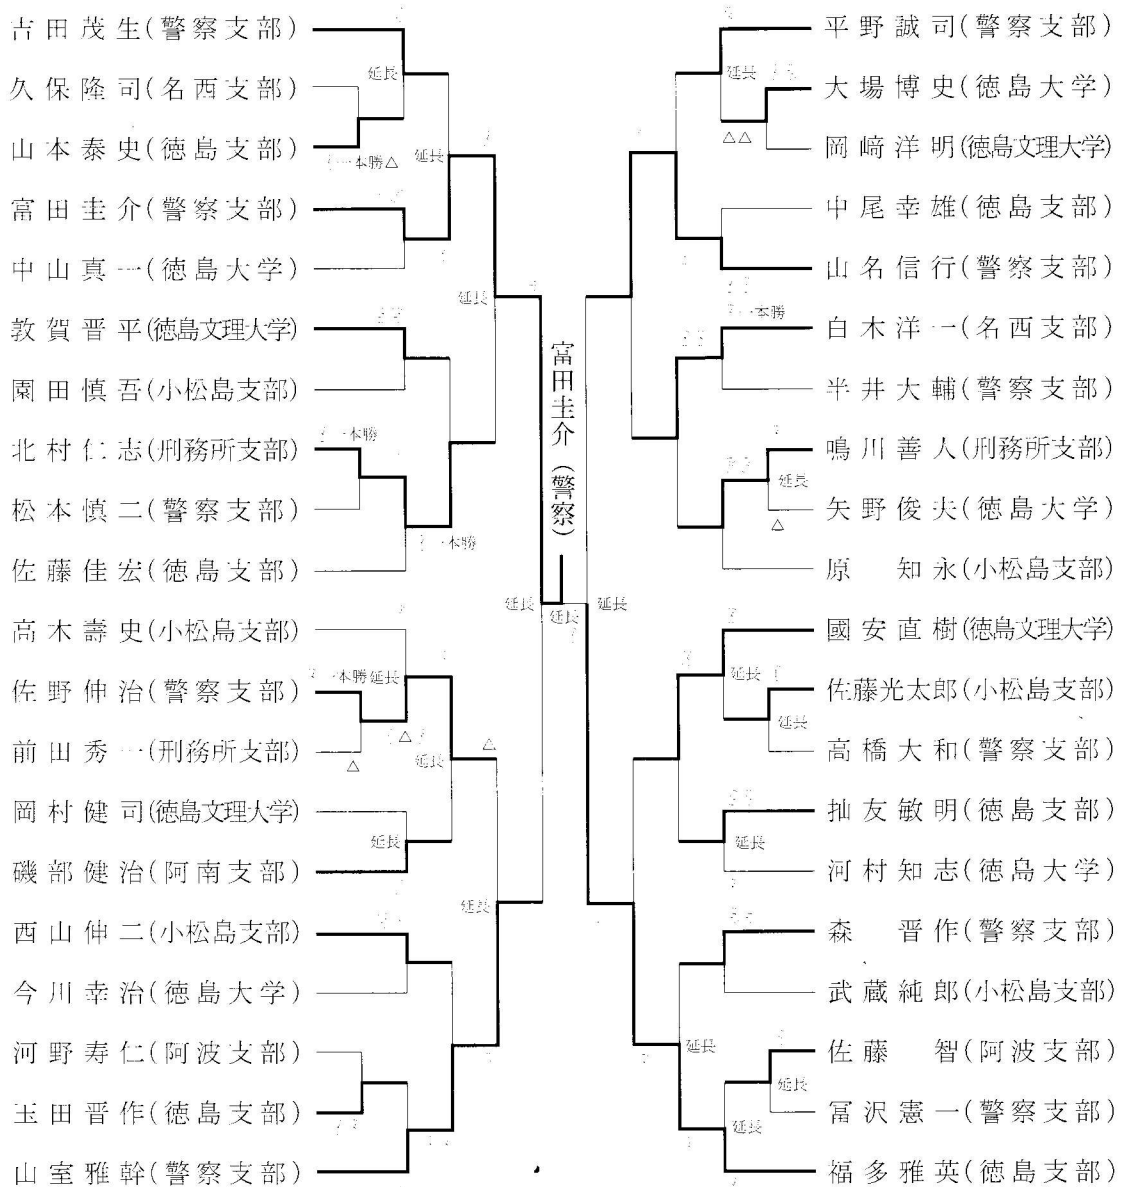 吉田茂生(警察支部)
延長
久保隆司(名西支部)
山本泰史(徳島支部)
一本勝△
延長
富田圭介(警察支部)
中山真一(徳島大学)
延長
敦賀晋平(徳島文理大学)
園田慎吾(小松島支部)
一本勝
北村仁志(刑務所支部)
松本慎二(警察支部)
一本勝
佐藤佳宏(徳島支部)
延長
高木壽史(小松島支部)
一本勝
延長
佐野伸治(警察支部)
△
△
延長
前田秀一(刑務所支部)
△
岡村健司(徳島文理大学)
延長
磯部健治(阿南支部)
延長
西山伸二(小松島支部)
今川幸治(徳島大学)
河野寿仁(阿波支部)
玉田晋作(徳島支部)
山室雅幹(警察支部)
富田圭介(警察)
延長
平野誠司(警察支部)
延長
大場博史(徳島大学)
△△
岡﨑洋明(徳島文理大学)
中尾幸雄(徳島支部)
山名信行(警察支部)
一本勝
白木洋一(名西支部)
半井大輔(警察支部)
鳴川善人(刑務所支部)
延長
矢野俊夫(徳島大学)
△
原 知永(小松島支部)
延長
國安直樹(徳島文理大学)
延長
佐藤光太郎(小松島支部)
延長
高橋大和(警察支部)
拙友敏明(徳島支部)
延長
河村知志(徳島大学)
森 晋作(警察支部)
武蔵純郎(小松島支部)
延長
佐藤 智(阿波支部)
延長
冨沢憲一(警察支部)
延長
福多雅英(徳島支部)